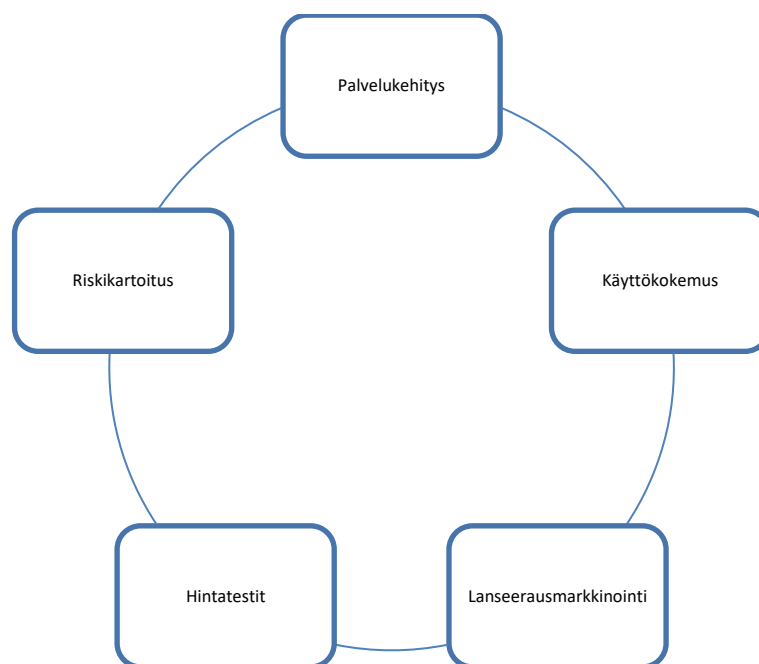 Palvelukehitys
Riskikartoitus
Käyttökokemus
Hintatestit
Lanseerausmarkkinointi